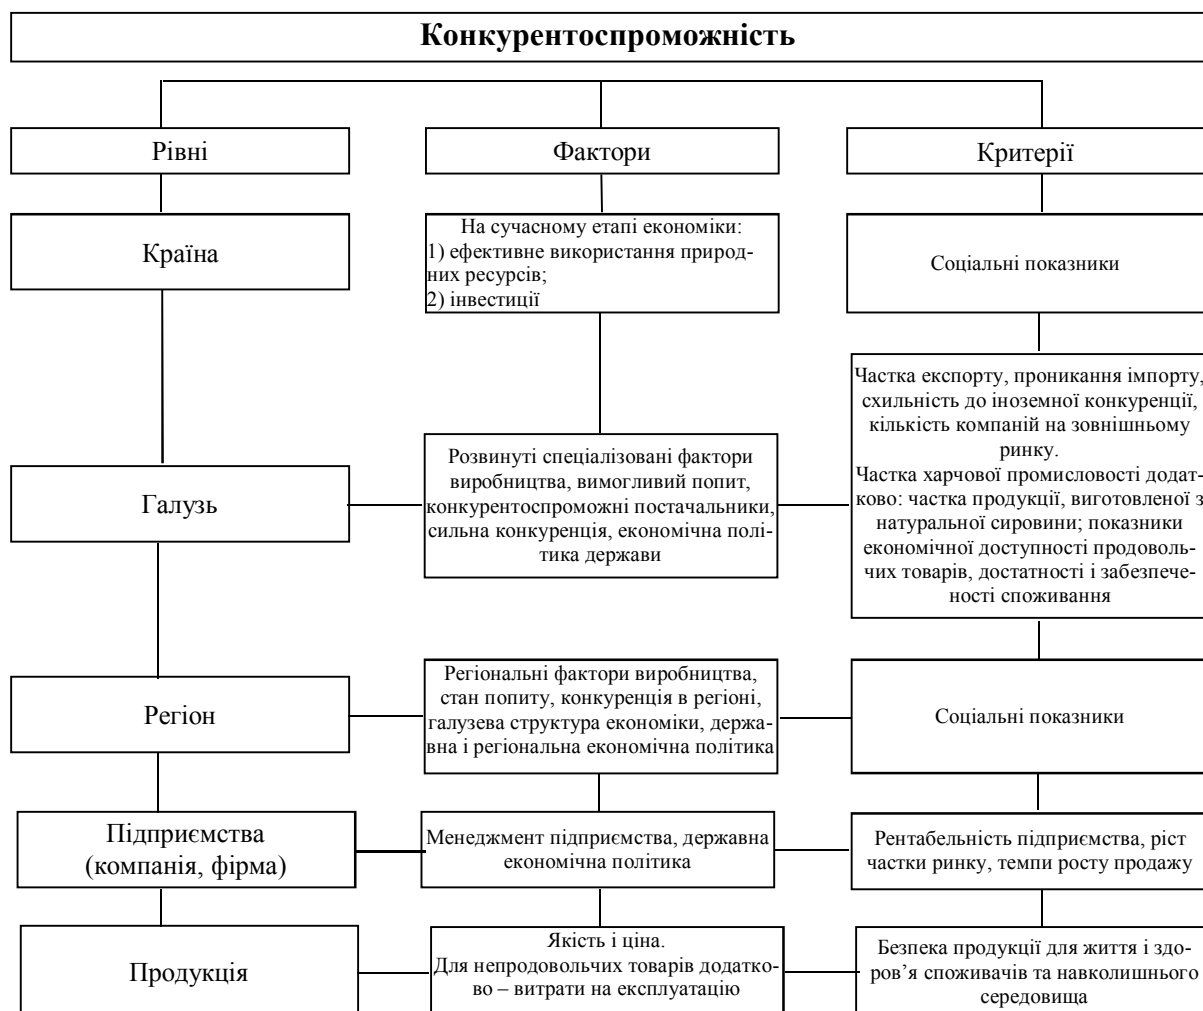 Конкурентоспроможність
Рівні
Фактори
Критерії
Країна
На сучасному етапі економіки:
1) ефективне використання природ-
них ресурсів;
2) інвестиції
Соціальні показники
Галузь
Розвинуті спеціалізовані фактори
виробництва, вимогливий попит,
конкурентоспроможні постачальники,
сильна конкуренція, економічна полі-
тика держави
Частка експорту, проникання імпорту,
схильність до іноземної конкуренції,
кількість компаній на зовнішньому
ринку.
Частка харчової промисловості додат-
ково: частка продукції, виготовленої з
натуральної сировини; показники
економічної доступності продоволь-
чих товарів, достатності і забезпече-
ності споживання
Регіон
Регіональні фактори виробництва,
стан попиту, конкуренція в регіоні,
галузева структура економіки, держав-
на і регіональна економічна політика
Соціальні показники
Підприємства
(компанія, фірма)
Менеджмент підприємства, державна
економічна політика
Рентабельність підприємства, ріст
частки ринку, темпи росту продажу
Продукція
Якість і ціна.
Для непродовольчих товарів додатко-
во – витрати на експлуатацію
Безпека продукції для життя і здо-
ров’я споживачів та навколишнього
середовища